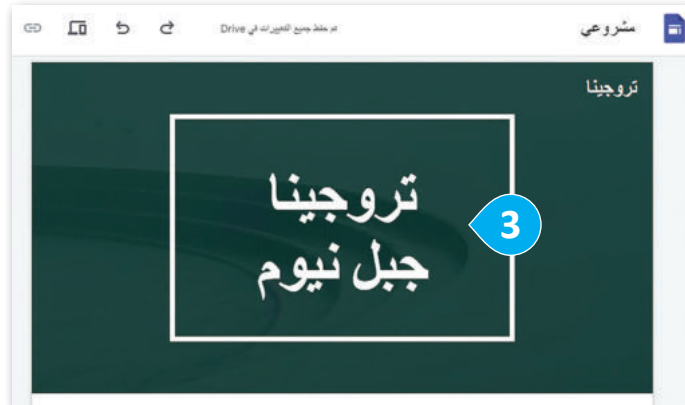 مشروعي
تم حفظ جميع التغييرات في Drive
تروجينا
تروجينا
جبل نيوم
3